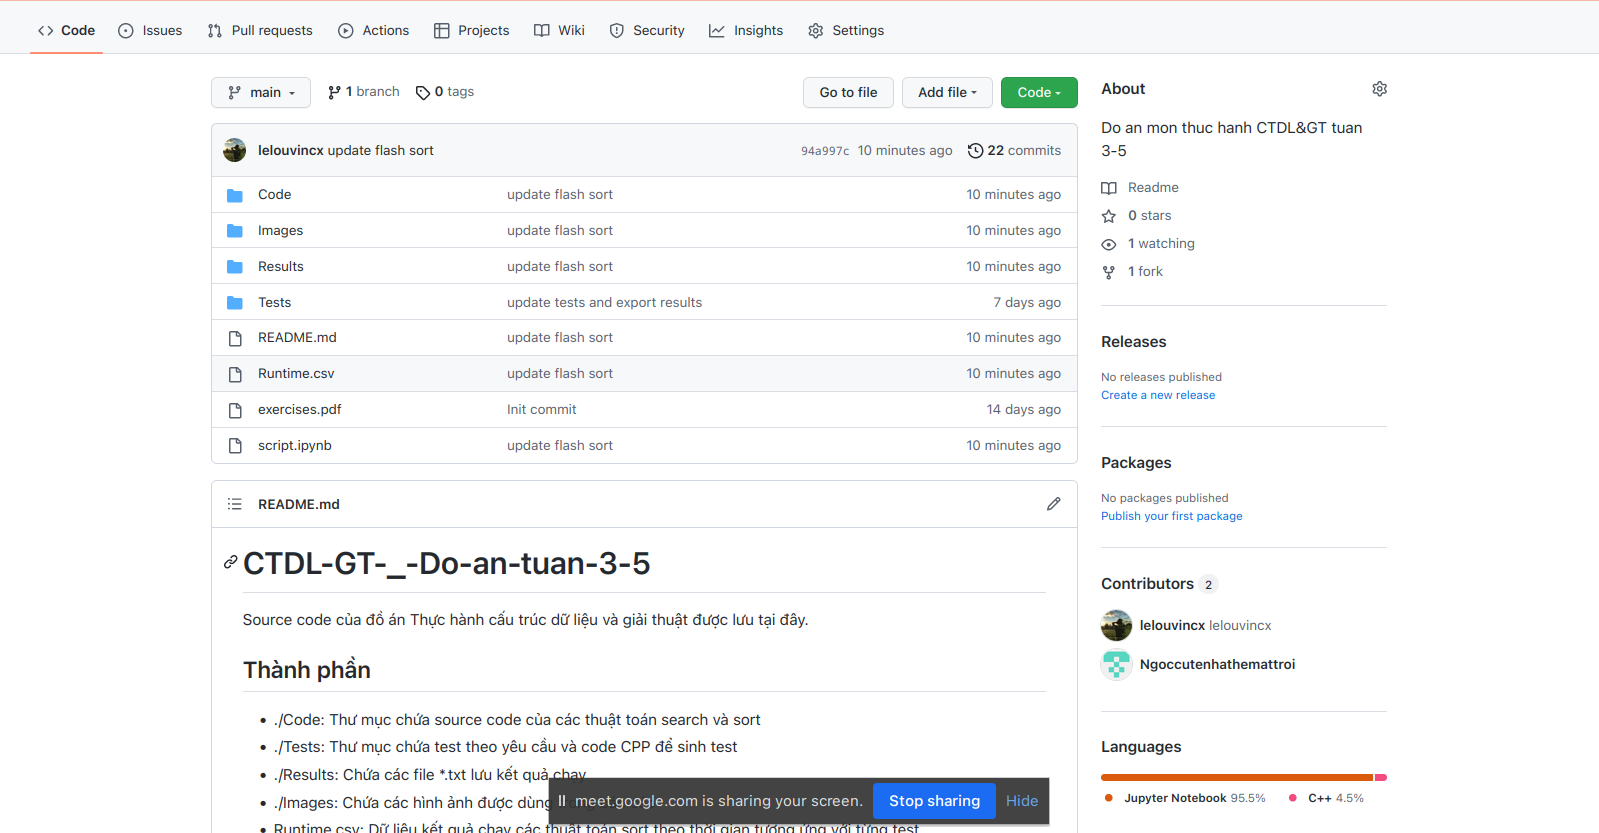 Code Issues Pull requests Actions Projects Wiki Security Insights Settings
main 1 branch 0 tags Go to file Add file Code
lelouvincx update flash sort 94a997c 10 minutes ago 22 commits
Code update flash sort 10 minutes ago
Images update flash sort 10 minutes ago
Results update flash sort 10 minutes ago
Tests update tests and export results 7 days ago
README.md update flash sort 10 minutes ago
Runtime.csv update flash sort 10 minutes ago
exercises.pdf Init commit 14 days ago
script.ipynb update flash sort 10 minutes ago
README.md
CTDL-GT-_-Do-an-tuan-3-5
Source code của đồ án Thực hành cấu trúc dữ liệu và giải thuật được lưu tại đây.
Thành phần
./Code: Thư mục chứa source code của các thuật toán search và sort
./Tests: Thư mục chứa test theo yêu cầu và code CPP để sinh test
./Results: Chứa các file *.txt lưu kết quả chạy
./Images: Chứa các hình ảnh được dùng
Runtime.csv: Dữ liệu kết quả chạy các thuật toán sort theo thời gian tương ứng với từng test
meet.google.com is sharing your screen. Stop sharing Hide
About
Do an mon thuc hanh CTDL&GT tuan
3-5
Readme
0 stars
1 watching
1 fork
Releases
No releases published
Create a new release
Packages
No packages published
Publish your first package
Contributors 2
lelouvincx lelouvincx
Ngoccutenhathemattroi
Languages
Jupyter Notebook 95.5% C++ 4.5%